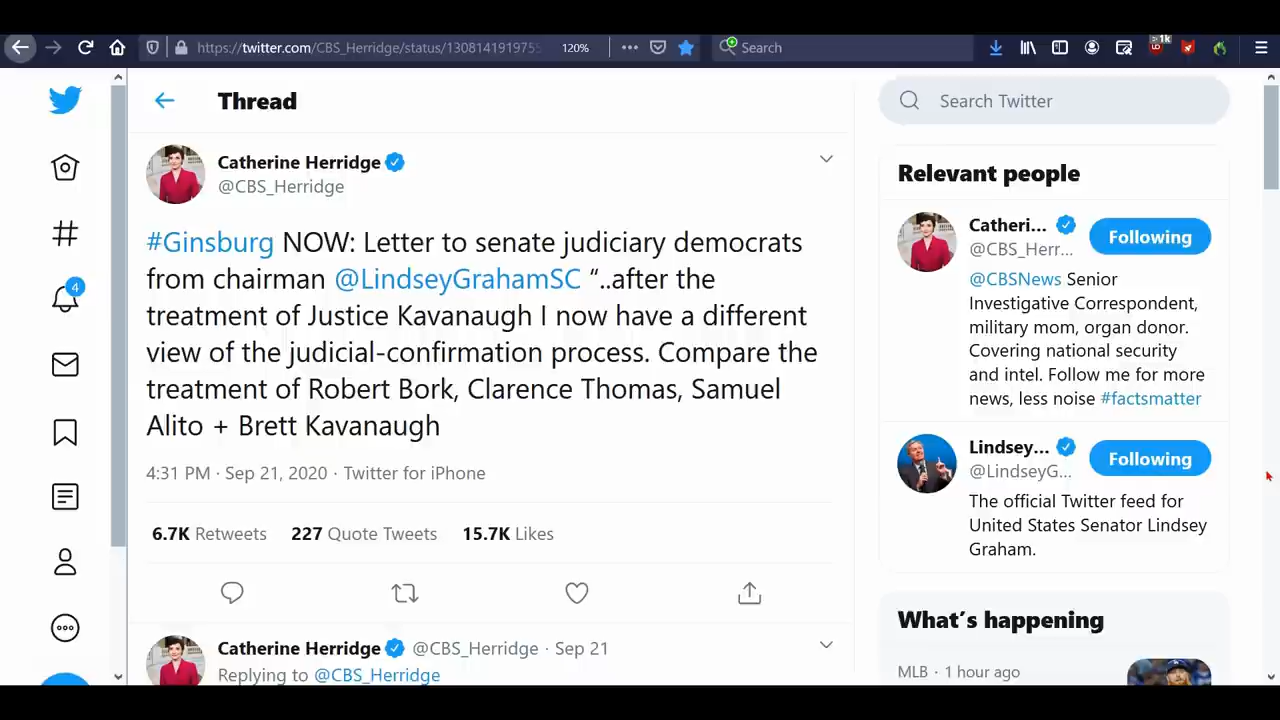 https://twitter.com/CBS_Herridge/status/1308141919755
120%
Search
>1k
Thread
Search Twitter
Catherine Herridge
@CBS_Herridge
#Ginsburg NOW: Letter to senate judiciary democrats
from chairman @LindseyGrahamSC “..after the
treatment of Justice Kavanaugh I now have a different
view of the judicial-confirmation process. Compare the
treatment of Robert Bork, Clarence Thomas, Samuel
Alito + Brett Kavanaugh
4:31 PM · Sep 21, 2020 · Twitter for iPhone
6.7K Retweets 227 Quote Tweets 15.7K Likes
Catherine Herridge @CBS_Herridge · Sep 21
Replying to @CBS_Herridge
4
Relevant people
Catheri...
@CBS_Herr...
Following
@CBSNews Senior
Investigative Correspondent,
military mom, organ donor.
Covering national security
and intel. Follow me for more
news, less noise #factsmatter
Lindsey...
@LindseyG...
Following
The official Twitter feed for
United States Senator Lindsey
Graham.
What’s happening
MLB · 1 hour ago